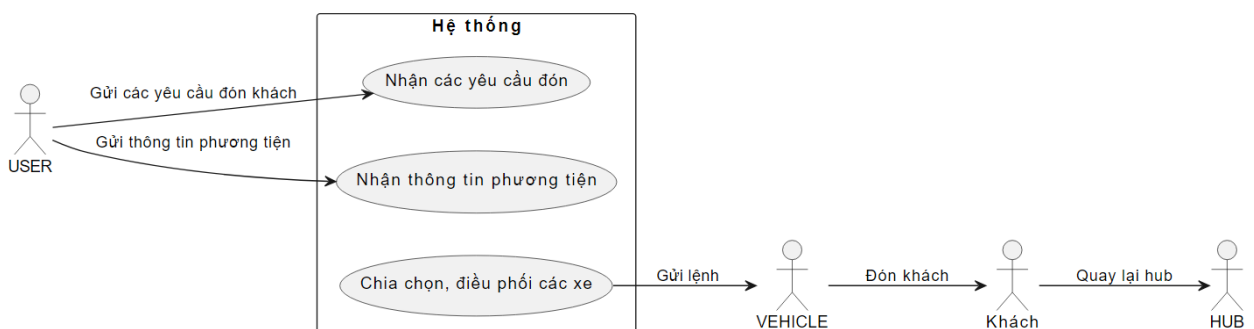 Hệ thống
Nhận các yêu cầu đón
Gửi các yêu cầu đón khách
Gửi thông tin phương tiện
USER
Nhận thông tin phương tiện
Chia chọn, điều phối các xe
Gửi lệnh
Đón khách
Quay lại hub
VEHICLE
Khách
HUB